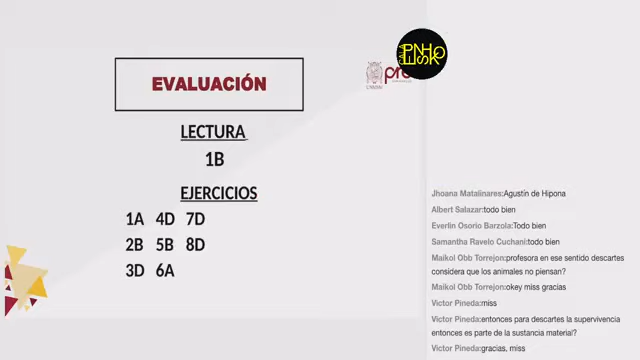 EVALUACIÓN
LECTURA
1B
EJERCICIOS
1A 4D 7D
2B 5B 8D
3D 6A
Jhoana Matalinares:Agustín de Hipona
Albert Salazar:todo bien
Everlin Osorio Barzola:Todo bien
Samantha Ravelo Cuchani:todo bien
Maikol Obb Torrejon:profesora en ese sentido descartes
considera que los animales no piensan?
Maikol Obb Torrejon:okey miss gracias
Victor Pineda:miss
Victor Pineda:entonces para descartes la supervivencia
entonces es parte de la sustancia material?
Victor Pineda:gracias, miss